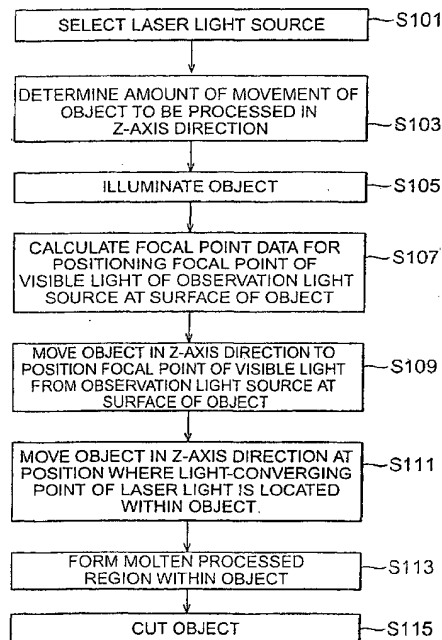 SELECT LASER LIGHT SOURCE
S101
DETERMINE AMOUNT OF MOVEMENT OF
OBJECT TO BE PROCESSED IN
Z-AXIS DIRECTION
S103
ILLUMINATE OBJECT
S105
CALCULATE FOCAL POINT DATA FOR
POSITIONING FOCAL POINT OF
VISIBLE LIGHT OF OBSERVATION LIGHT
SOURCE AT SURFACE OF OBJECT
S107
MOVE OBJECT IN Z-AXIS DIRECTION TO
POSITION FOCAL POINT OF VISIBLE LIGHT
FROM OBSERVATION LIGHT SOURCE AT
SURFACE OF OBJECT
S109
MOVE OBJECT IN Z-AXIS DIRECTION AT
POSITION WHERE LIGHT-CONVERGING
POINT OF LASER LIGHT IS LOCATED
WITHIN OBJECT.
S111
FORM MOLTEN PROCESSED
REGION WITHIN OBJECT
S113
CUT OBJECT
S115